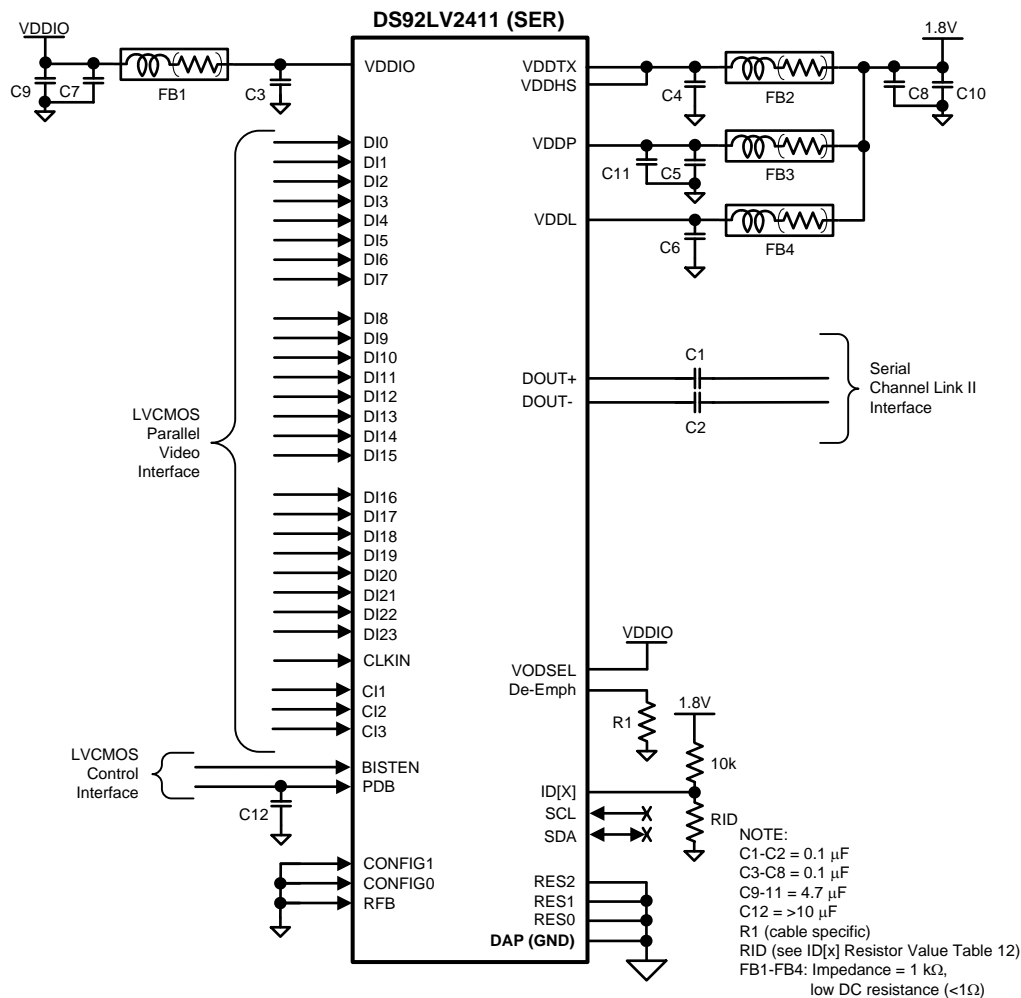 DS92LV2411 (SER)
VDDIO
C9
C7
FB1
C3
VDDIO
DI0
DI1
DI2
DI3
DI4
DI5
DI6
DI7
DI8
DI9
DI10
DI11
DI12
DI13
DI14
DI15
DI16
DI17
DI18
DI19
DI20
DI21
DI22
DI23
CLKIN
CI1
CI2
CI3
BISTEN
PDB
CONFIG1
CONFIG0
RFB
LVCMOS
Parallel
Video
Interface
LVCMOS
Control
Interface
C12
VDDTX
VDDHS
VDDP
VDDL
DOUT+
DOUT-
VODSEL
De-Emph
ID[X]
SCL
SDA
RES2
RES1
RES0
DAP (GND)
1.8V
C4
FB2
C8
C10
C11
C5
FB3
C6
FB4
C1
C2
Serial
Channel Link II
Interface
VDDIO
R1
1.8V
10k
RID
NOTE:
C1-C2 = 0.1 μF
C3-C8 = 0.1 μF
C9-11 = 4.7 μF
C12 = >10 μF
R1 (cable specific)
RID (see ID[x] Resistor Value Table 12)
FB1-FB4: Impedance = 1 kΩ,
low DC resistance (<1Ω)